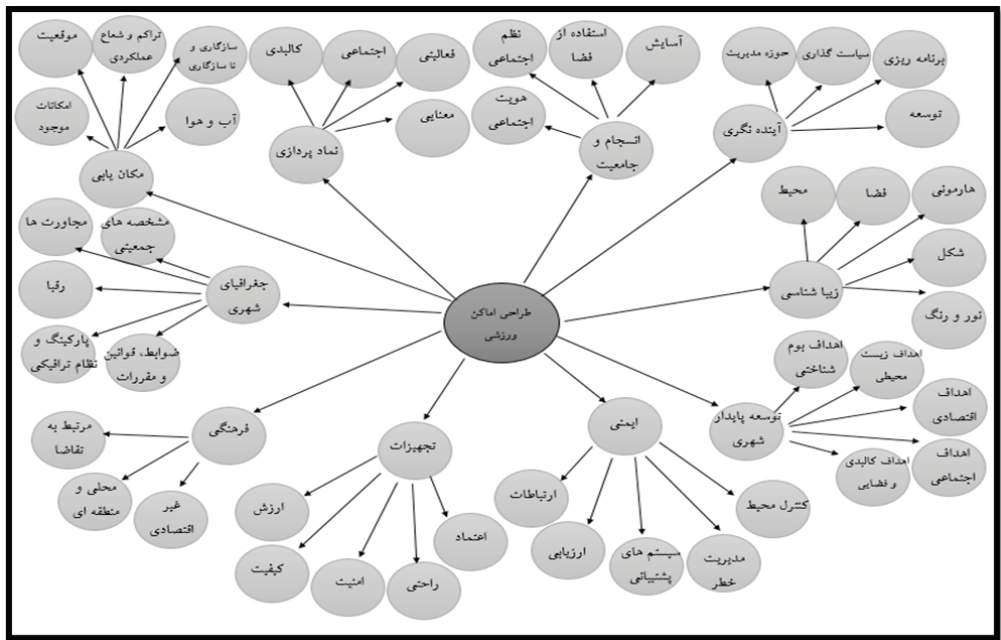 طراحی اماکن
ورزشی
آینده نگری
حوزه مدیریت
سیاست گذاری
برنامه ریزی
توسعه
انسجام و
جامعیت
آسایش
استفاده از
فضا
نظم
اجتماعی
هویت
اجتماعی
نماد پردازی
کالبدی
اجتماعی
فعالیتی
معنایی
مکان یابی
موقعیت
تراکم و شعاع
عملکردی
سازگاری و
نا سازگاری
آب و هوا
امکانات
موجود
جغرافیای
شهری
مشخصه های
جمعیتی
مجاورت ها
رقبا
پارکینگ و
نظام ترافیکی
ضوابط، قوانین
و مقررات
فرهنگی
مرتبط به
تقاضا
محلی و
منطقه ای
غیر
اقتصادی
تجهیزات
ارزش
کیفیت
امنیت
راحتی
اعتماد
ایمنی
ارتباطات
ارزیابی
سیستم های
پشتیبانی
مدیریت
خطر
کنترل محیط
توسعه پایدار
شهری
اهداف بوم
شناختی
اهداف زیست
محیطی
اهداف
اقتصادی
اهداف
اجتماعی
اهداف کالبدی
و فضایی
زیبا شناسی
محیط
فضا
هارمونی
شکل
نور و رنگ